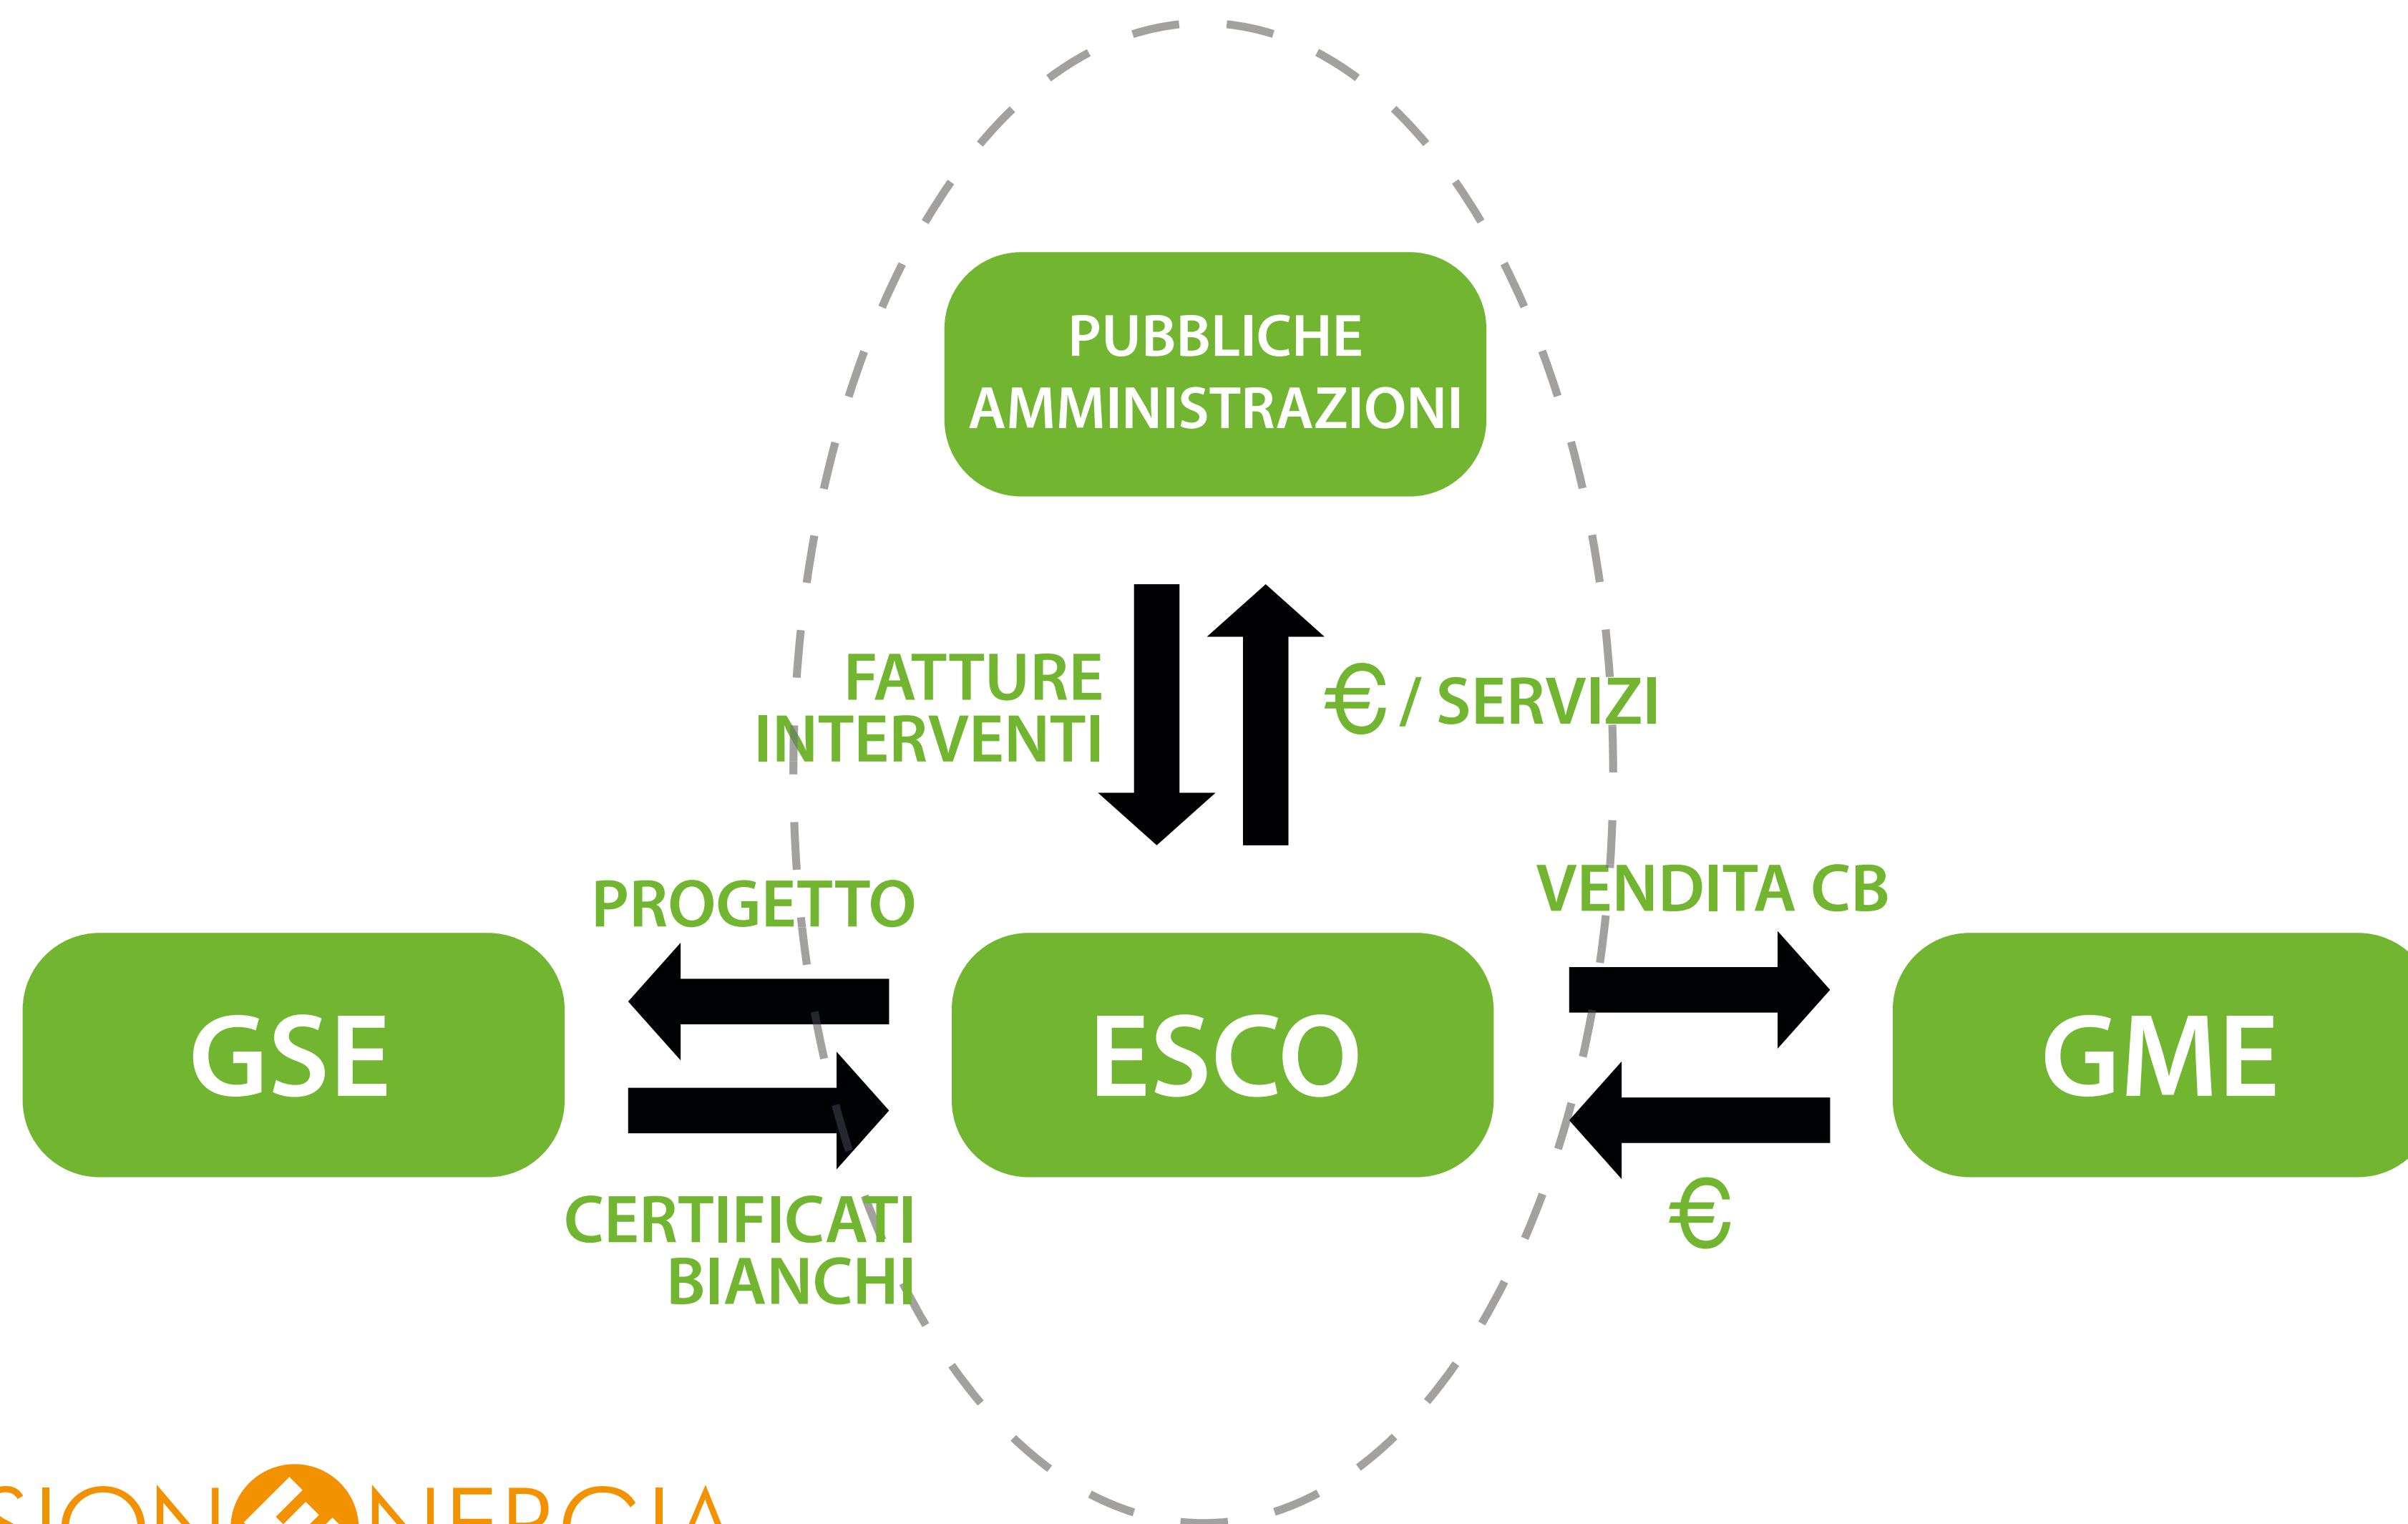 PUBBLICHE
AMMINISTRAZIONI
FATTURE
INTERVENTI
€ / SERVIZI
PROGETTO
VENDITA CB
GSE
ESCO
GME
CERTIFICATI
BIANCHI
€